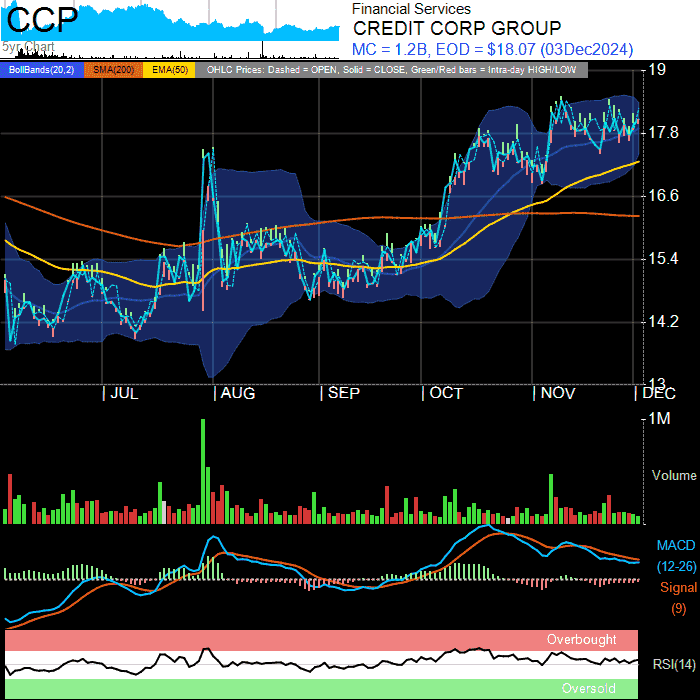 CCP
5yr Chart
Financial Services
CREDIT CORP GROUP
MC = 1.2B, EOD = $18.07 (03Dec2024)
BollBands(20,2) SMA(200) EMA(50) OHLC Prices: Dashed = OPEN, Solid = CLOSE, Green/Red bars = Intra-day HIGH/LOW
19
17.8
16.6
15.4
14.2
13
| JUL | AUG | SEP | OCT | NOV | DEC
1M
Volume
MACD
(12-26)
Signal
(9)
Overbought
RSI(14)
Oversold